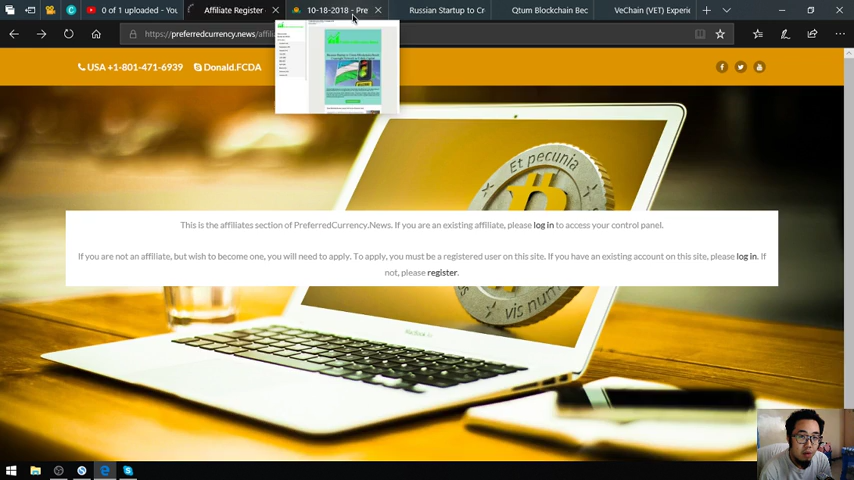 0 of 1 uploaded - You
Affiliate Register
10-18-2018 - Pre
Russian Startup to Cr
Qtum Blockchain Bec
VeChain (VET) Experie
https://preferredcurrency.news/affilia
USA +1-801-471-6939
Donald.FCDA
Et pecunia
This is the affiliates section of PreferredCurrency.News. If you are an existing affiliate, please log in to access your control panel.
If you are not an affiliate, but wish to become one, you will need to apply. To apply, you must be a registered user on this site. If you have an existing account on this site, please log in. If
not, please register.
vis
MacBook Air